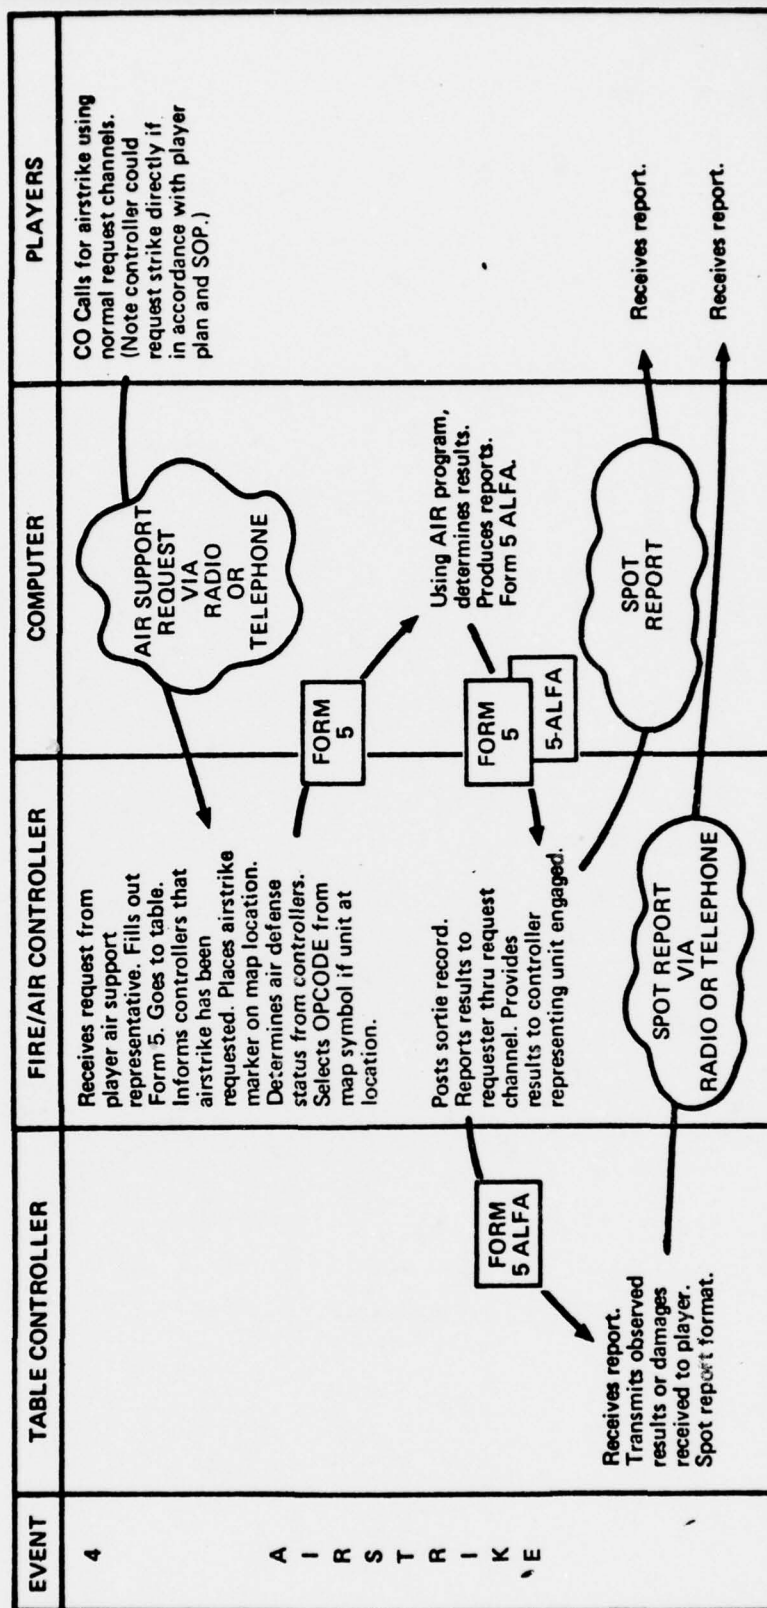 EVENT
TABLE CONTROLLER
FIRE/AIR CONTROLLER
COMPUTER
PLAYERS
4
A
I
R
S
T
R
I
K
E
CO Calls for airstrike using
normal request channels.
(Note controller could
request strike directly if
in accordance with player
plan and SOP.)
AIR SUPPORT
REQUEST
VIA
RADIO
OR
TELEPHONE
Receives request from
player air support
representative. Fills out
Form 5. Goes to table.
Informs controllers that
airstrike has been
requested. Places airstrike
marker on map location.
Determines air defense
status from controllers.
Selects OPCODE from
map symbol if unit at
location.
FORM
5
Using AIR program,
determines results.
Produces reports.
Form 5 ALFA.
FORM
5
5-ALFA
Posts sortie record.
Reports results to
requester thru request
channel. Provides
results to controller
representing unit engaged.
SPOT
REPORT
Receives report.
FORM
5 ALFA
Receives report.
Transmits observed
results or damages
received to player.
Spot report format.
SPOT REPORT
VIA
RADIO OR TELEPHONE
Receives report.